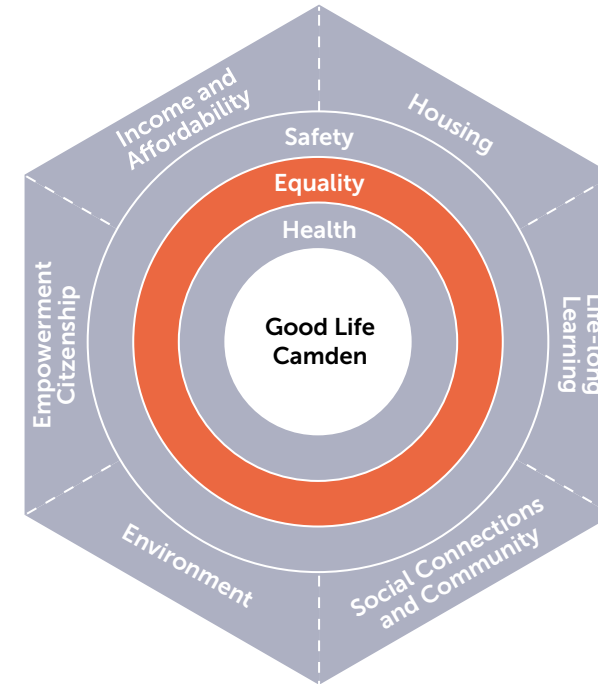 Income and
Affordability
Housing
Safety
Equality
Health
Good Life
Camden
Empowerment
Citzenship
Life-long
Learning
Environment
Social Connections
and Community